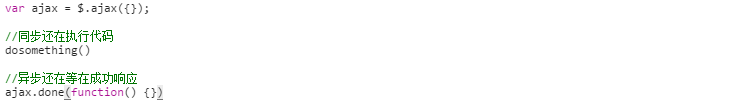 var ajax = $.ajax({});
//同步还在执行代码
dosomething()
//异步还在等在成功响应
ajax.done(function() {})